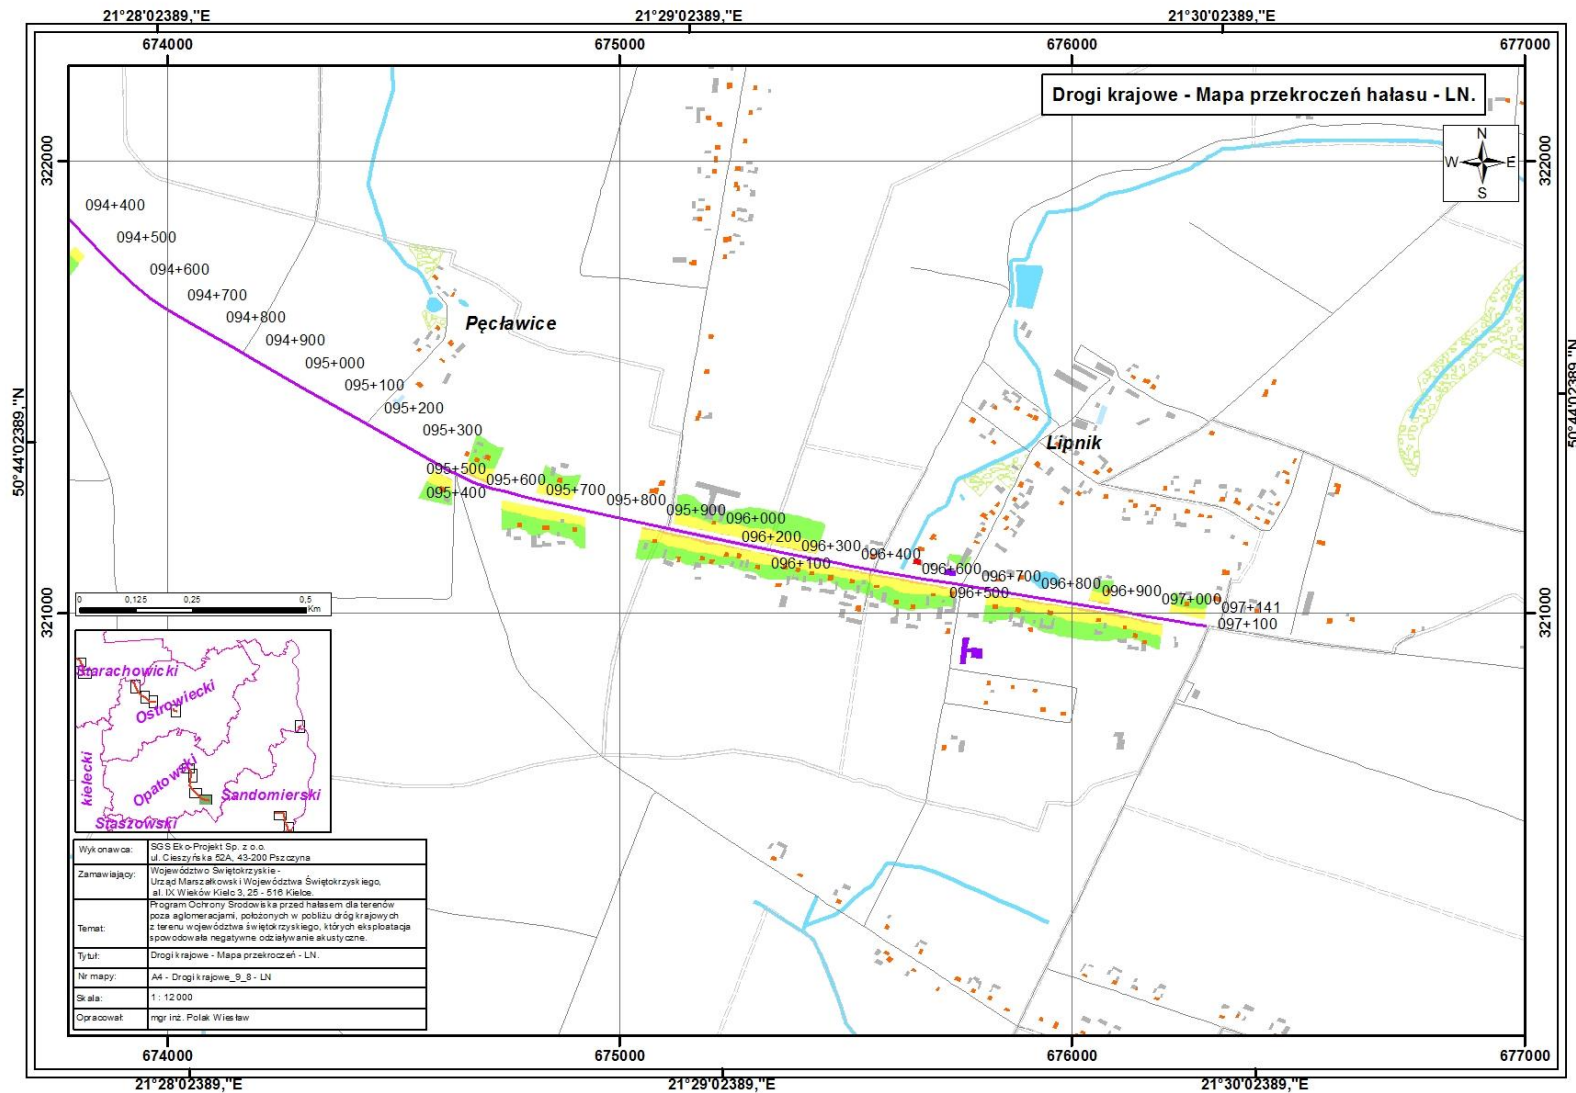 21°28'02389,"E
21°29'02389,"E
21°30'02389,"E
674000
675000
676000
677000
Drogi krajowe - Mapa przekroczeń hałasu - LN.
N
W
E
S
322000
322000
094+400
094+500
094+600
094+700
094+800
094+900
095+000
095+100
095+200
095+300
Pęcławice
50°44'02389,"N
50°44'02389,"N
Lipnik
095+500
095+400
095+600
095+700
095+800
095+900
096+000
096+200
096+100
096+300
096+400
096+600
096+500
096+700
096+800
096+900
097+000
097+141
097+100
321000
321000
0
0,125
0,25
0,5
Km
Starachowicki
Ostrowiecki
kielecki
Opatowski
Sandomierski
Staszowski
Wykonawca:
SGS Eko-Projekt Sp. z o.o.
ul. Cieszyńska 52A, 43-200 Pszczyna
Zamawiający:
Województwo Świętokrzyskie -
Urząd Marszałkowski Województwa Świętokrzyskiego,
al. IX Wieków Kielc 3, 25 - 516 Kielce.
Temat:
Program Ochrony Środowiska przed hałasem dla terenów
poza aglomeracjami, położonych w pobliżu dróg krajowych
z terenu województwa świętokrzyskiego, których eksploatacja
spowodowała negatywne odziaływanie akustyczne.
Tytuł:
Drogi krajowe - Mapa przekroczeń - LN.
Nr mapy:
A4 - Drogi krajowe_9_8 - LN
Skala:
1 : 12 000
Opracował:
mgr inż. Polak Wiesław
674000
675000
676000
677000
21°28'02389,"E
21°29'02389,"E
21°30'02389,"E